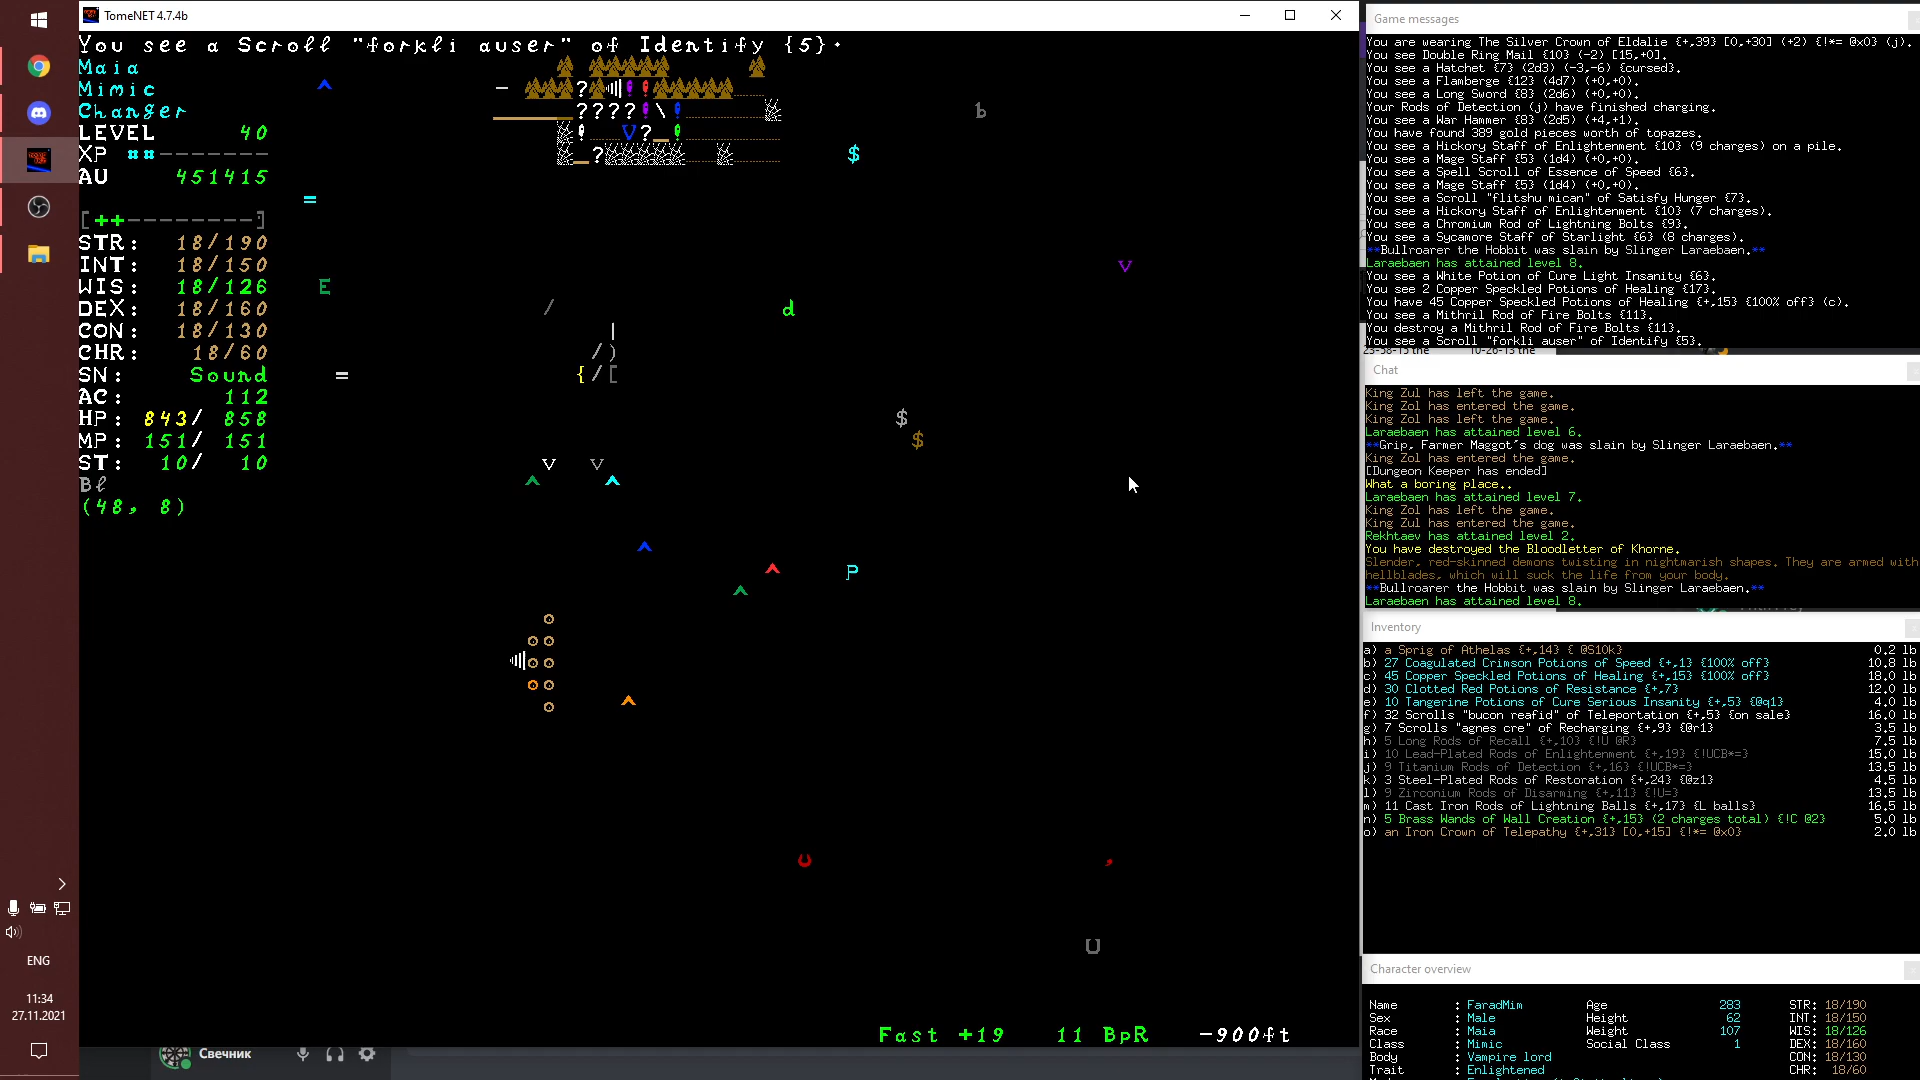 TomeNET 4.7.4b
You see a Scroll "forkli auser" of Identify {5}.
Maia
Mimic
Changer
LEVEL 40
XP ##---------
AU 451415
[++---------]
STR: 18/190
INT: 18/150
WIS: 18/126
DEX: 18/160
CON: 18/130
CHR: 18/60
SN: Sound
AC: 112
HP: 843/ 858
MP: 151/ 151
ST: 10/ 10
Bl
(48, 8)
Fast +19 11 BpR -900ft
Game messages
You are wearing The Silver Crown of Eldalie {+,39} [0,+30] (+2) {!*= @x0} (j).
You see Double Ring Mail {10} (-2) [15,+0].
You see a Hatchet {7} (2d3) (-3,-6) {cursed}.
You see a Flamberge {12} (4d7) (+0,+0).
You see a Long Sword {8} (2d6) (+0,+0).
Your Rods of Detection (j) have finished charging.
You see a War Hammer {8} (2d5) (+4,+1).
You have found 389 gold pieces worth of topazes.
You see a Hickory Staff of Enlightenment {10} (9 charges) on a pile.
You see a Mage Staff {5} (1d4) (+0,+0).
You see a Spell Scroll of Essence of Speed {6}.
You see a Mage Staff {5} (1d4) (+0,+0).
You see a Scroll "flitshu mican" of Satisfy Hunger {7}.
You see a Hickory Staff of Enlightenment {10} (7 charges).
You see a Chromium Rod of Lightning Bolts {9}.
You see a Sycamore Staff of Starlight {6} (8 charges).
**Bullroarer the Hobbit was slain by Slinger Laraebaen.**
Laraebaen has attained level 8.
You see a White Potion of Cure Light Insanity {6}.
You see 2 Copper Speckled Potions of Healing {17}.
You have 45 Copper Speckled Potions of Healing {+,15} {100% off} (c).
You see a Mithril Rod of Fire Bolts {11}.
You destroy a Mithril Rod of Fire Bolts {11}.
You see a Scroll "forkli auser" of Identify {5}.
Chat
King Zul has left the game.
King Zol has entered the game.
King Zol has left the game.
Laraebaen has attained level 6.
**Grip, Farmer Maggot's dog was slain by Slinger Laraebaen.**
King Zol has entered the game.
[Dungeon Keeper has ended]
What a boring place..
Laraebaen has attained level 7.
King Zol has left the game.
King Zul has entered the game.
Rekhtaev has attained level 2.
You have destroyed the Bloodletter of Khorne.
Slender, red-skinned demons twisting in nightmarish shapes. They are armed with
hellblades, which will suck the life from your body.
**Bullroarer the Hobbit was slain by Slinger Laraebaen.**
Laraebaen has attained level 8.
Inventory
a) a Sprig of Athelas {+,14} { @S10k} 0.2 lb
b) 27 Coagulated Crimson Potions of Speed {+,1} {100% off} 10.8 lb
c) 45 Copper Speckled Potions of Healing {+,15} {100% off} 18.0 lb
d) 30 Clotted Red Potions of Resistance {+,7} 12.0 lb
e) 10 Tangerine Potions of Cure Serious Insanity {+,5} {@q1} 4.0 lb
f) 32 Scrolls "bucon reafid" of Teleportation {+,5} {on sale} 16.0 lb
g) 7 Scrolls "agnes cre" of Recharging {+,9} {@r1} 3.5 lb
h) 5 Long Rods of Recall {+,10} {!U @R} 7.5 lb
i) 10 Lead-Plated Rods of Enlightenment {+,19} {!UCB*=} 15.0 lb
j) 9 Titanium Rods of Detection {+,16} {!UCB*=} 13.5 lb
k) 3 Steel-Plated Rods of Restoration {+,24} {@z1} 4.5 lb
l) 9 Zirconium Rods of Disarming {+,11} {!U=} 13.5 lb
m) 11 Cast Iron Rods of Lightning Balls {+,17} {L balls} 16.5 lb
n) 5 Brass Wands of Wall Creation {+,15} (2 charges total) {!C @2} 5.0 lb
o) an Iron Crown of Telepathy {+,31} [0,+15] {!*= @x0} 2.0 lb
Character overview
Name : FaradMim Age 283 STR: 18/190
Sex : Male Height 62 INT: 18/150
Race : Maia Weight 107 WIS: 18/126
Class : Mimic Social Class 1 DEX: 18/160
Body : Vampire lord CON: 18/130
Trait : Enlightened CHR: 18/60
ENG
11:34
27.11.2021
Свечник